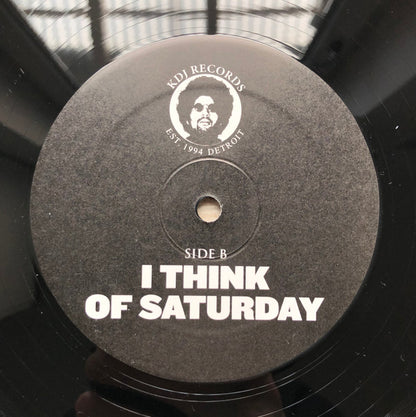 KDJ RECORDS
EST 1994 DETROIT
SIDE B
I THINK
OF SATURDAY